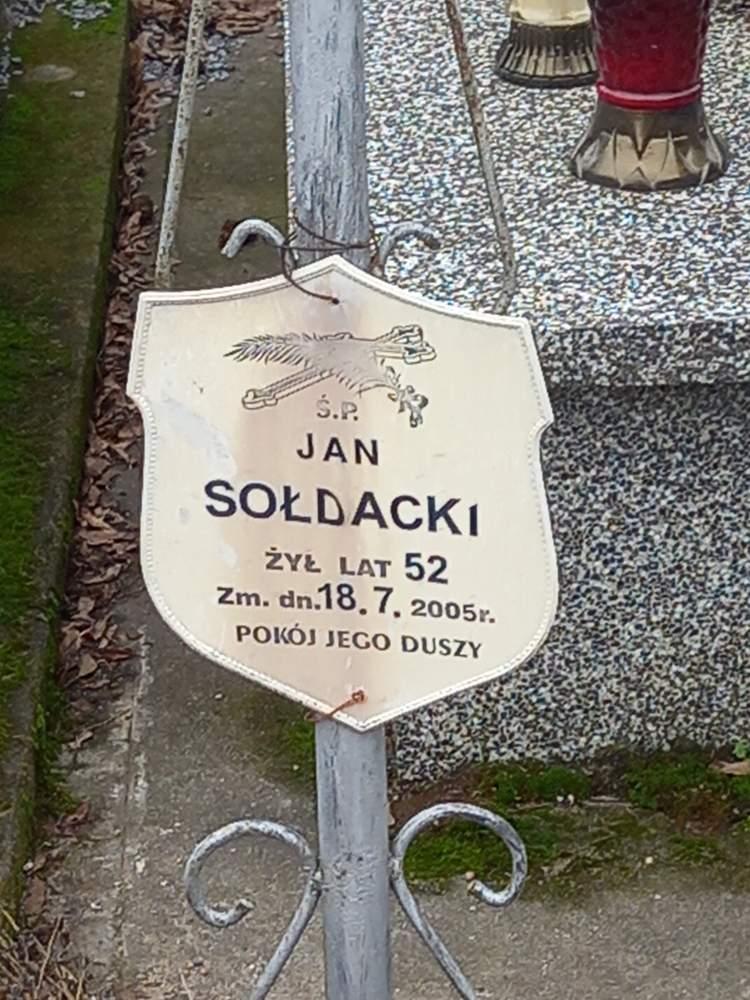 Ś.P.
JAN
SOŁDACKI
ŻYŁ LAT 52
Zm. dn. 18. 7. 2005r.
POKÓJ JEGO DUSZY